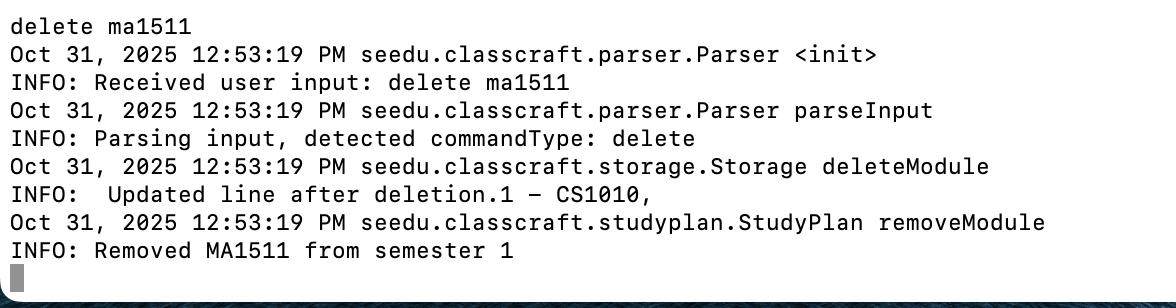 delete ma1511
Oct 31, 2025 12:53:19 PM seedu.classcraft.parser.Parser <init>
INFO: Received user input: delete ma1511
Oct 31, 2025 12:53:19 PM seedu.classcraft.parser.Parser parseInput
INFO: Parsing input, detected commandType: delete
Oct 31, 2025 12:53:19 PM seedu.classcraft.storage.Storage deleteModule
INFO:  Updated line after deletion.1 – CS1010,
Oct 31, 2025 12:53:19 PM seedu.classcraft.studyplan.StudyPlan removeModule
INFO: Removed MA1511 from semester 1